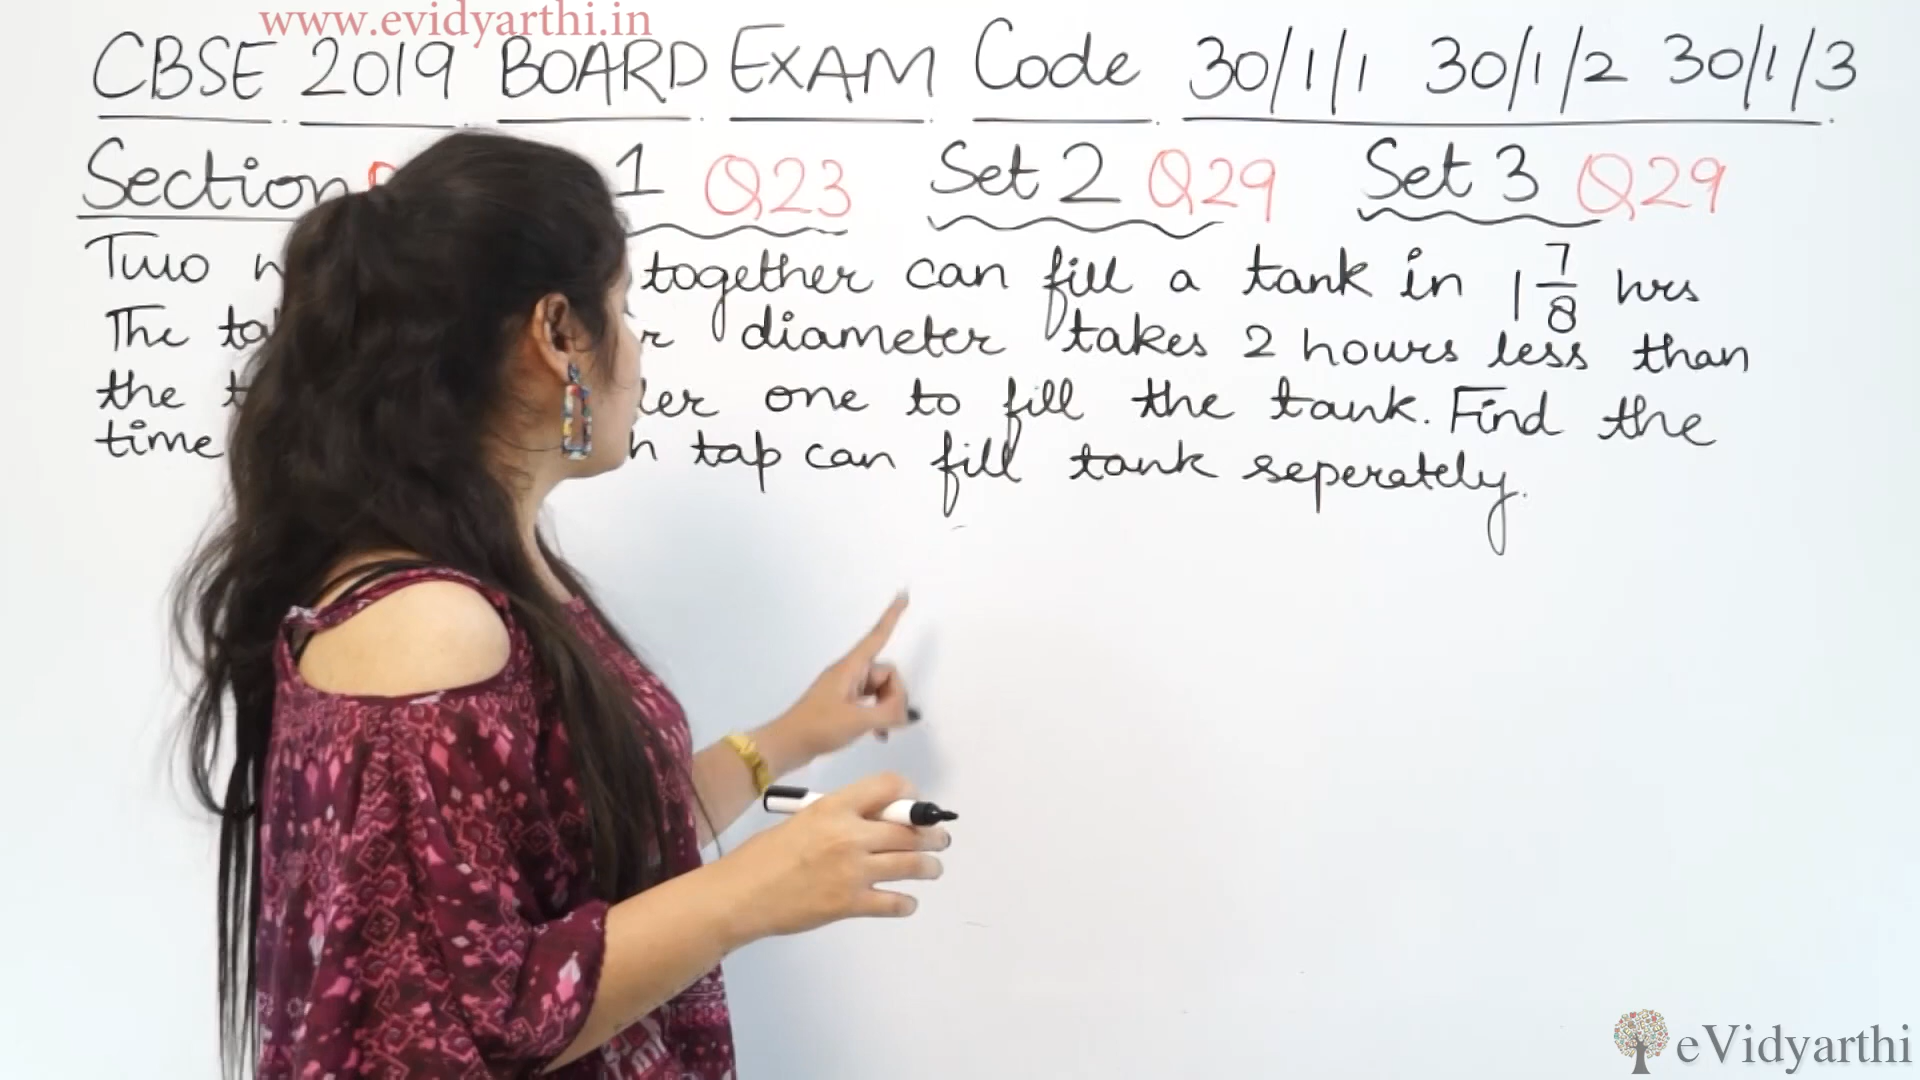 www.evidyarthi.in
CBSE 2019 BOARD EXAM Code 30/1/1 30/1/2 30/1/3
Section 1 Q23 Set 2 Q29 Set 3 Q29
Two together can fill a tank in 1 7/8 hrs
The diameter takes 2 hours less than
the one to fill the tank. Find the
time tap can fill tank seperately.
eVidyarthi